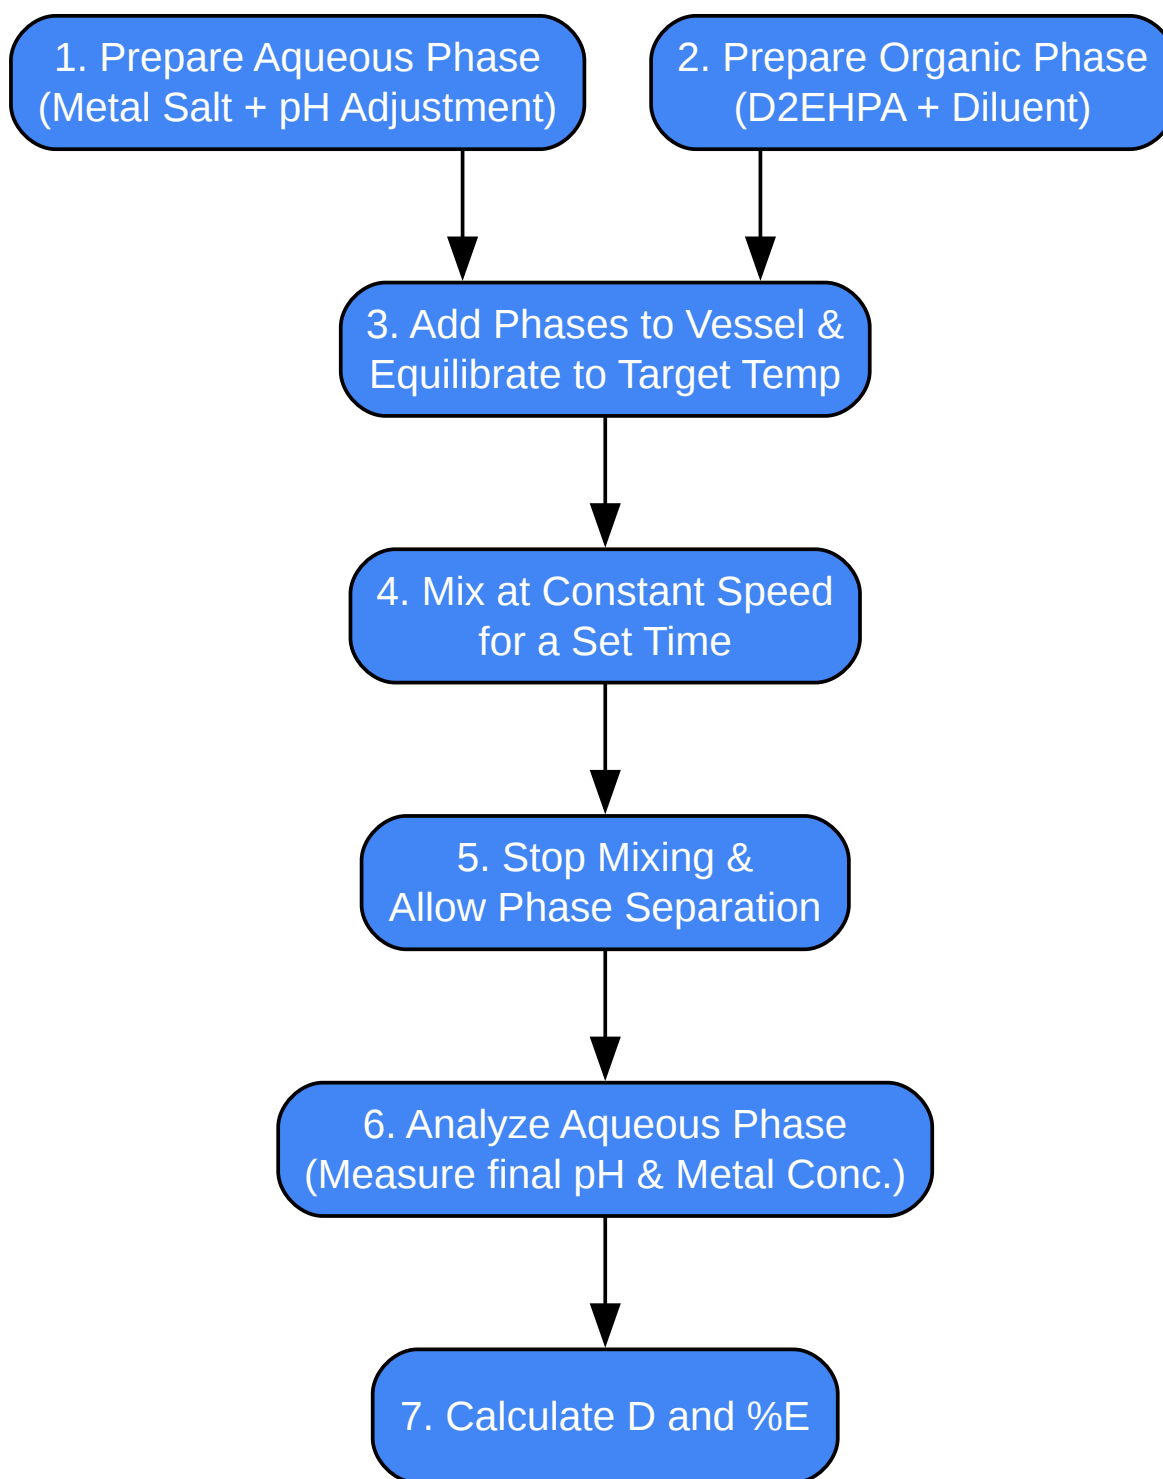 1. Prepare Aqueous Phase
(Metal Salt + pH Adjustment)
2. Prepare Organic Phase
(D2EHPA + Diluent)
3. Add Phases to Vessel &
Equilibrate to Target Temp
4. Mix at Constant Speed
for a Set Time
5. Stop Mixing &
Allow Phase Separation
6. Analyze Aqueous Phase
(Measure final pH & Metal Conc.)
7. Calculate D and %E